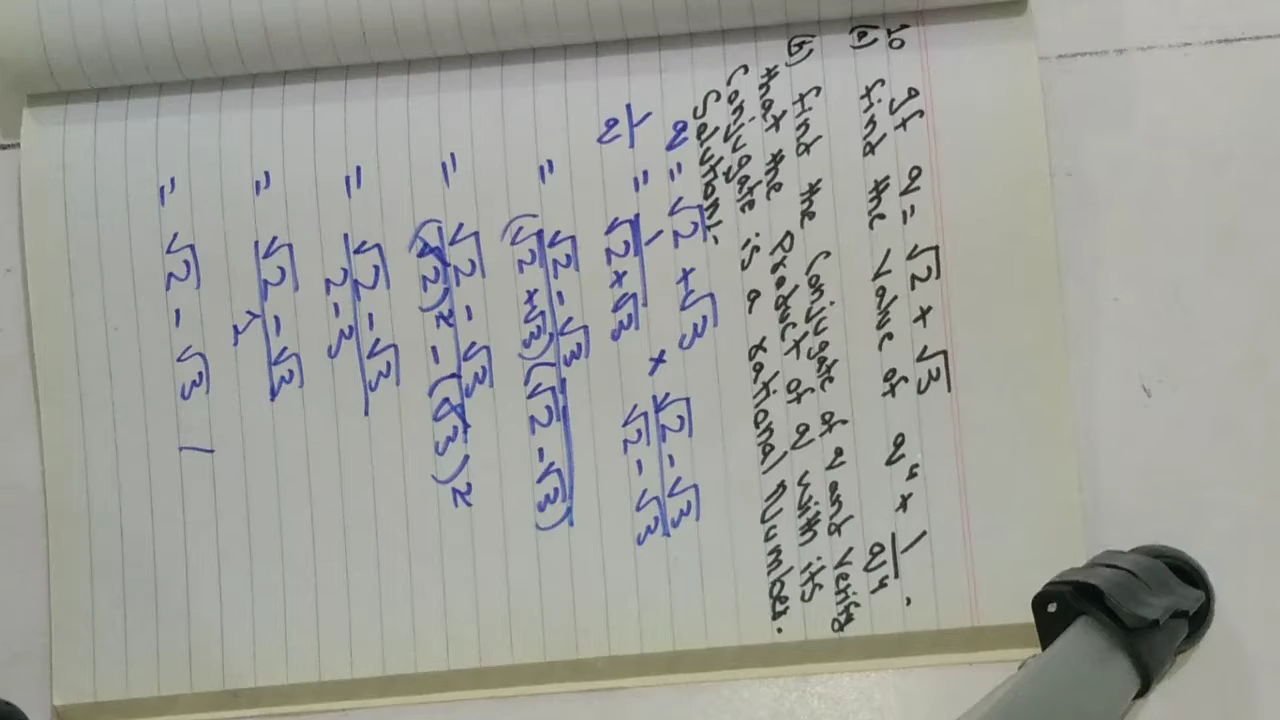 10 If x = √2 + √3
(a) find the value of x⁴ + 1/x⁴.
(b) find the conjugate of x and verify
that the product of x with its
conjugate is a rational number.
Solution:-
x = √2 + √3
1/x = 1/(√2 + √3) × (√2 - √3)/(√2 - √3)
= (√2 - √3)/((√2 + √3)(√2 - √3))
= (√2 - √3)/((√2)² - (√3)²)
= (√2 - √3)/(2 - 3)
= (√2 - √3)/-1
= √2 - √3 /